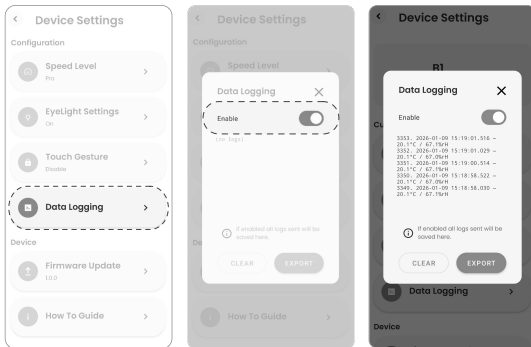 Device Settings
Configuration
Speed Level
Pro
EyeLight Settings
On
Touch Gesture
Disable
Data Logging
Device
Firmware Update
1.0.0
How To Guide
Device Settings
Configuration
Speed Level
Data Logging
Enable
(no logs)
If enabled all logs sent will be
saved here.
CLEAR
EXPORT
De
How To Guide
Device Settings
B1
Data Logging
Enable
3353. 2026-01-09 15:19:01.516 –
20.1°C / 67.1%rH
3352. 2026-01-09 15:19:01.029 –
20.1°C / 67.0%rH
3351. 2026-01-09 15:19:00.514 –
20.1°C / 67.1%rH
3350. 2026-01-09 15:18:58.522 –
20.1°C / 67.0%rH
3349. 2026-01-09 15:18:58.030 –
20.1°C / 67.1%rH
If enabled all logs sent will be
saved here.
CLEAR
EXPORT
Data Logging
Device